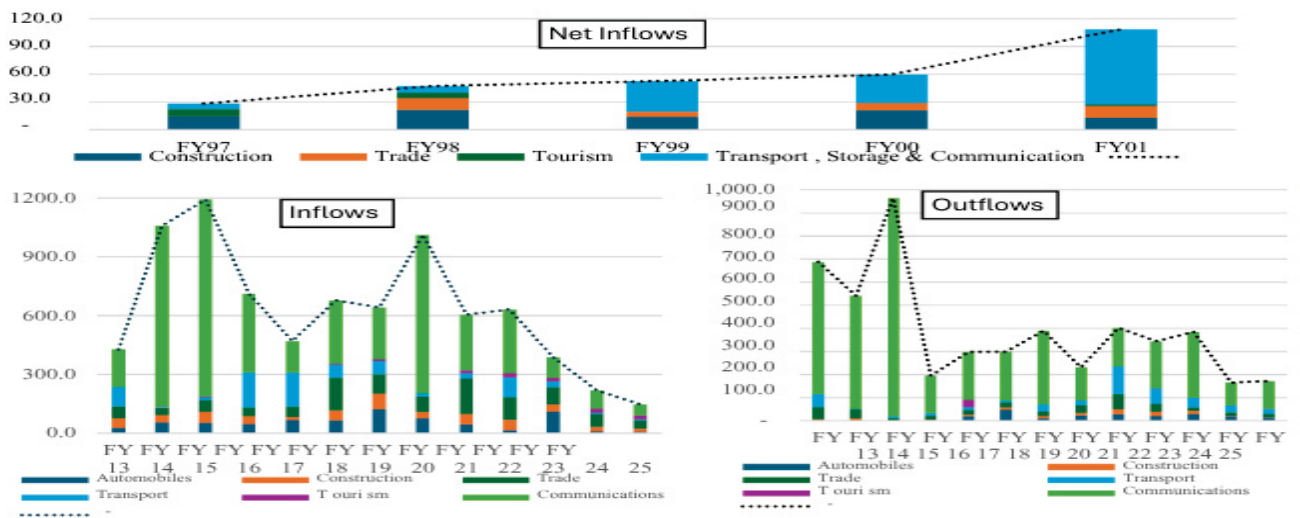 120.0
Net Inflows
90.0
60.0
30.0
-
FY97 FY98 FY99 FY00 FY01
Construction Trade Tourism Transport , Storage & Communication
1200.0
Inflows
900.0
600.0
300.0
0.0
FY FY FY FY FY FY FY FY FY FY FY
13 14 15 16 17 18 19 20 21 22 23 24 25
Automobiles Construction Trade
Transport T ouri sm Communications
-
1,000.0
Outflows
900.0
800.0
700.0
600.0
500.0
400.0
300.0
200.0
100.0
-
FY FY FY FY FY FY FY FY FY FY FY FY FY
13 14 15 16 17 18 19 20 21 22 23 24 25
Automobiles Construction
Trade Transport
T ouri sm Communications
-